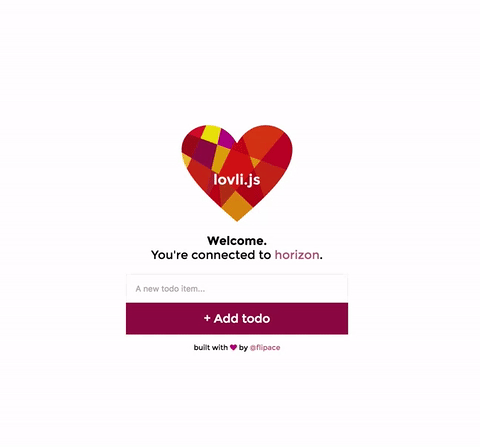 lovli.js
Welcome.
You're connected to horizon.
A new todo item...
+ Add todo
built with ♥ by @flipace